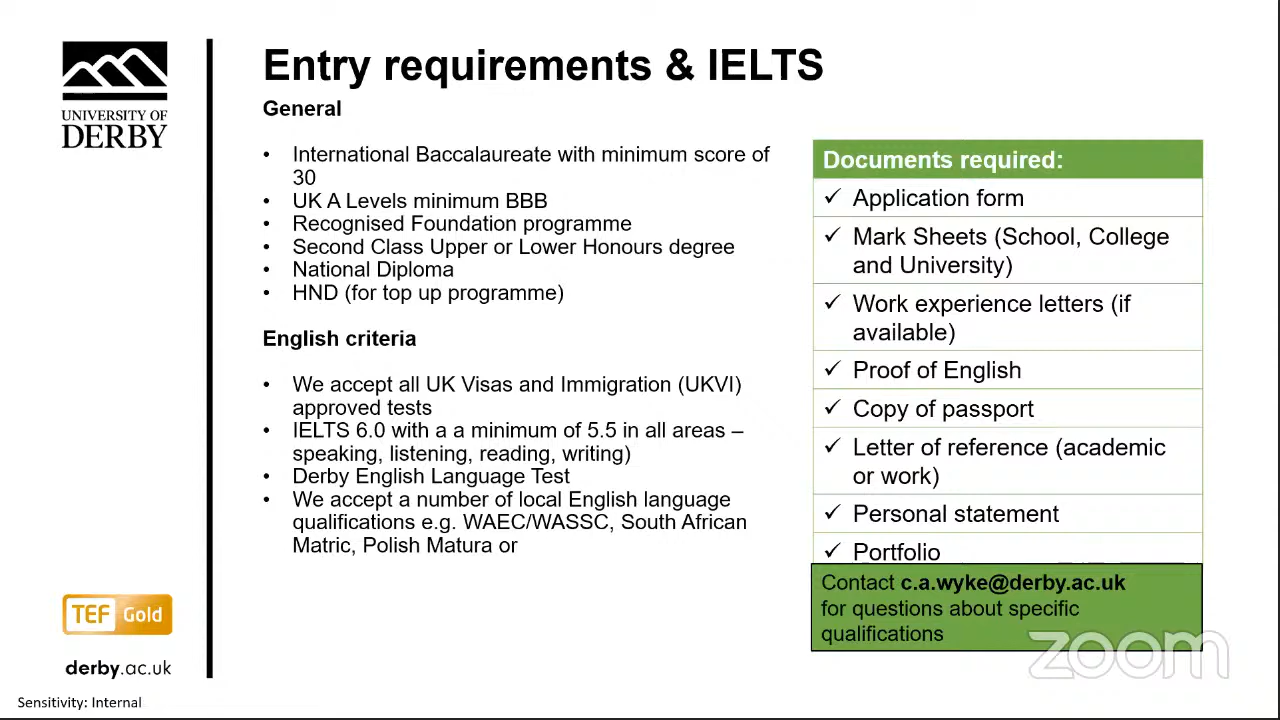 Entry requirements & IELTS
UNIVERSITY OF
DERBY
General
• International Baccalaureate with minimum score of
30
• UK A Levels minimum BBB
• Recognised Foundation programme
• Second Class Upper or Lower Honours degree
• National Diploma
• HND (for top up programme)
English criteria
• We accept all UK Visas and Immigration (UKVI)
approved tests
• IELTS 6.0 with a a minimum of 5.5 in all areas –
speaking, listening, reading, writing)
• Derby English Language Test
• We accept a number of local English language
qualifications e.g. WAEC/WASSC, South African
Matric, Polish Matura or
Documents required:
✓ Application form
✓ Mark Sheets (School, College
and University)
✓ Work experience letters (if
available)
✓ Proof of English
✓ Copy of passport
✓ Letter of reference (academic
or work)
✓ Personal statement
✓ Portfolio
Contact c.a.wyke@derby.ac.uk
for questions about specific
qualifications
zoom
TEF Gold
derby.ac.uk
Sensitivity: Internal